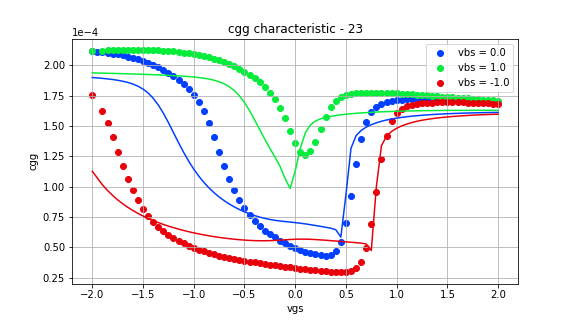 cgg characteristic - 23
1e−4
vbs = 0.0
vbs = 1.0
vbs = -1.0
2.00
1.75
1.50
1.25
1.00
0.75
0.50
0.25
cgg
−2.0 −1.5 −1.0 −0.5 0.0 0.5 1.0 1.5 2.0
vgs